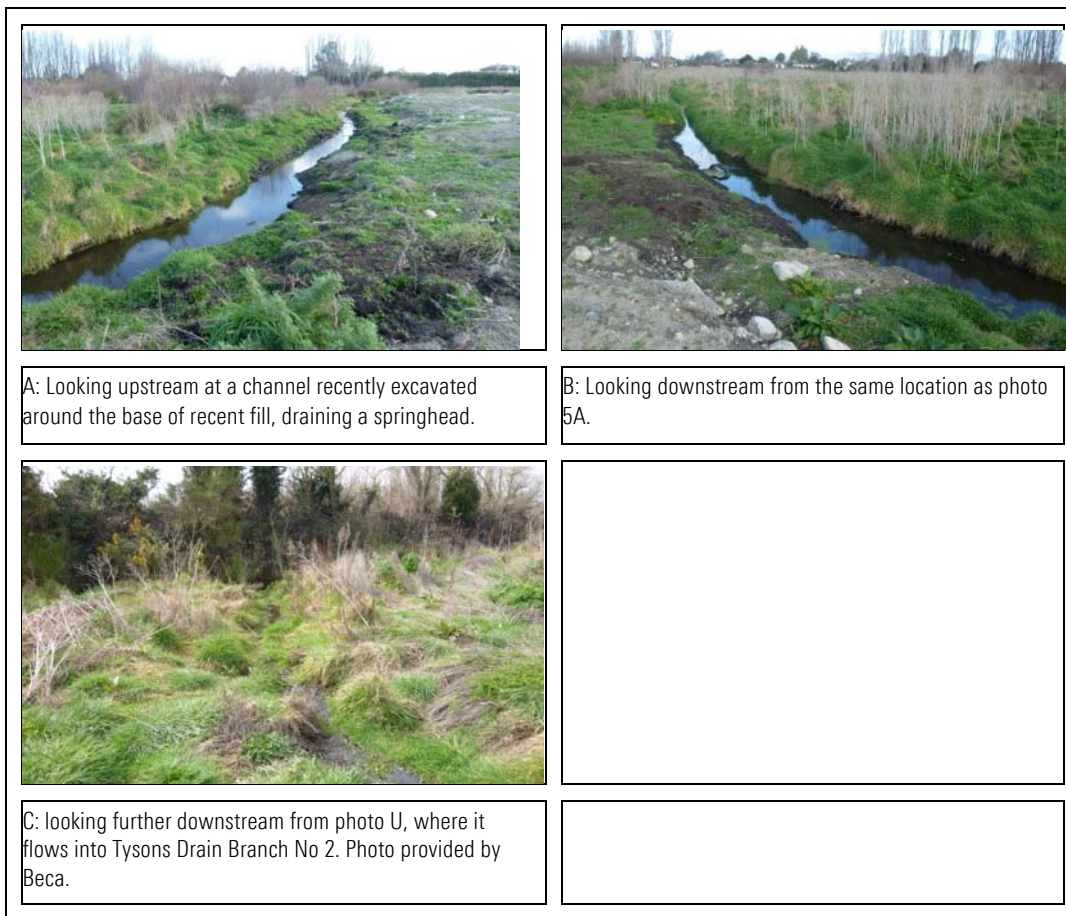 A: Looking upstream at a channel recently excavated
around the base of recent fill, draining a springhead.
B: Looking downstream from the same location as photo
5A.
C: looking further downstream from photo U, where it
flows into Tysons Drain Branch No 2. Photo provided by
Beca.